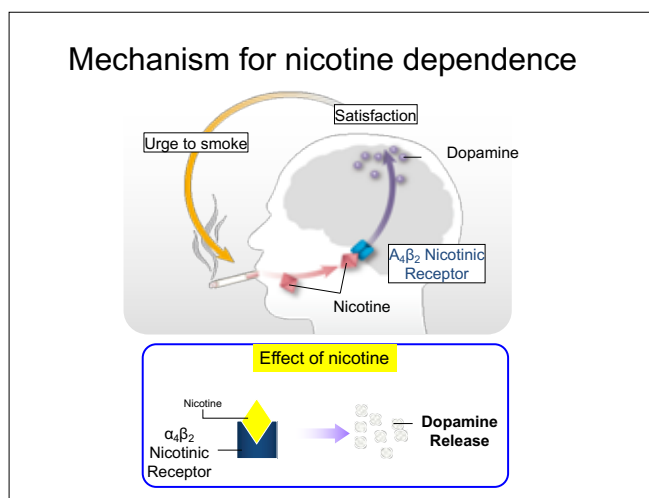 Mechanism for nicotine dependence
Satisfaction
Urge to smoke
Dopamine
A₄β₂ Nicotinic
Receptor
Nicotine
Effect of nicotine
Nicotine
α₄β₂
Nicotinic
Receptor
Dopamine
Release